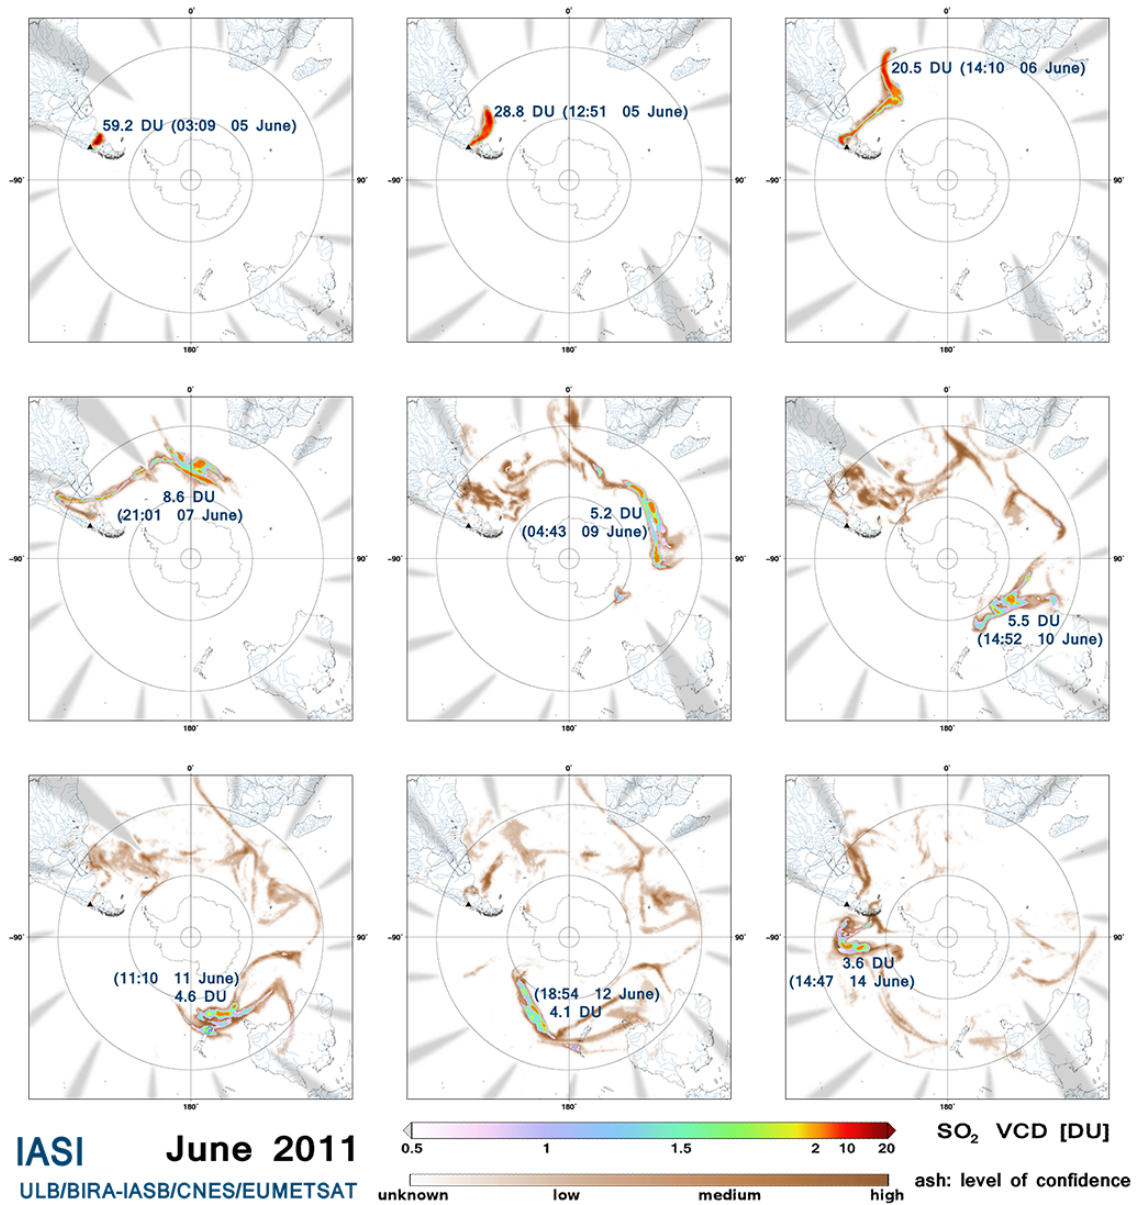 0° 0° 0°
59.2 DU (03:09 05 June)
28.8 DU (12:51 05 June)
20.5 DU (14:10 06 June)
-90° 90° -90° 90° -90° 90°
180° 180° 180°
0° 0° 0°
8.6 DU
(21:01 07 June)
5.2 DU
(04:43 09 June)
-90° 90° -90° 90° -90° 90°
5.5 DU
(14:52 10 June)
180° 180° 180°
0° 0° 0°
-90° 90° -90° 90° -90° 90°
(11:10 11 June)
4.6 DU
(18:54 12 June)
4.1 DU
3.6 DU
(14:47 14 June)
180° 180° 180°
IASI June 2011
ULB/BIRA-IASB/CNES/EUMETSAT
0.5 1 1.5 2 10 20
SO₂ VCD [DU]
unknown low medium high
ash: level of confidence